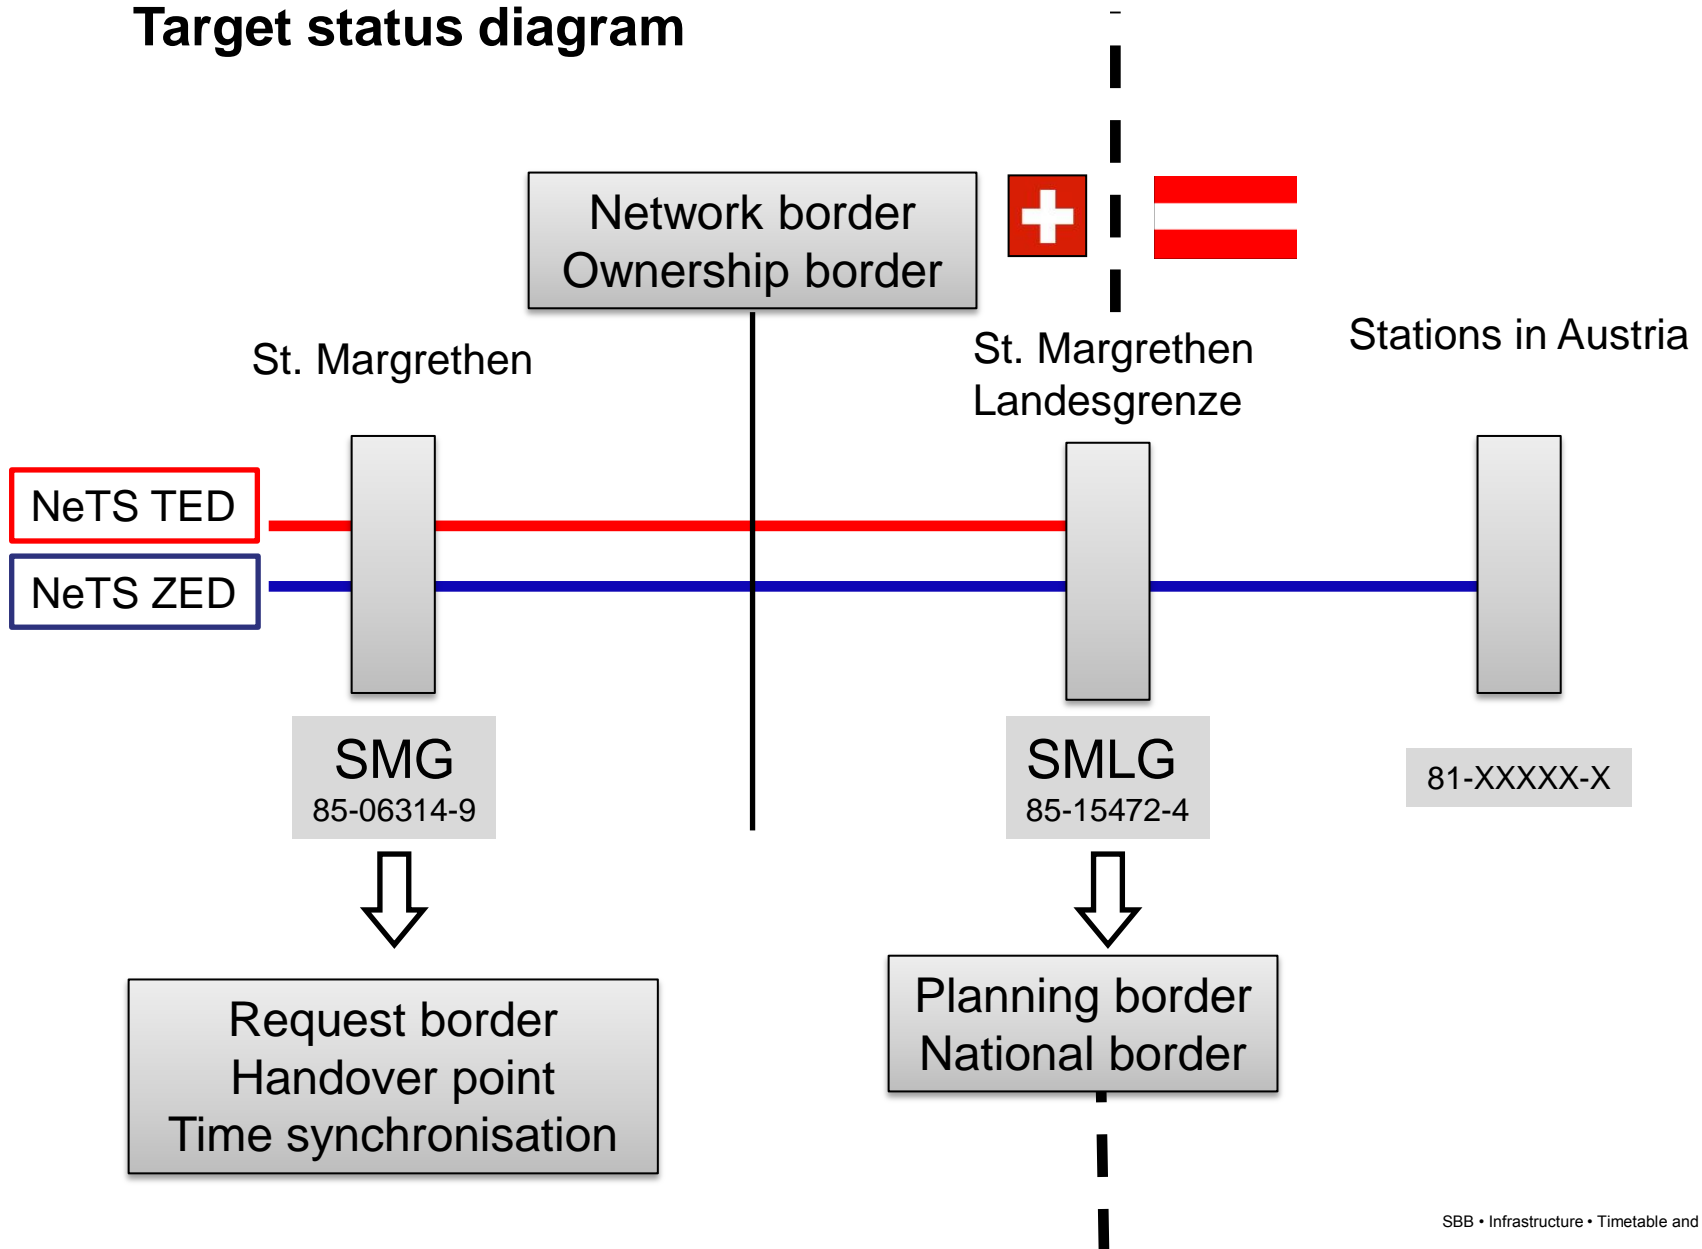 Target status diagram
Network border
Ownership border
St. Margrethen
St. Margrethen
Landesgrenze
Stations in Austria
NeTS TED
NeTS ZED
SMG
85-06314-9
SMLG
85-15472-4
81-XXXXX-X
Request border
Handover point
Time synchronisation
Planning border
National border
SBB • Infrastructure • Timetable and